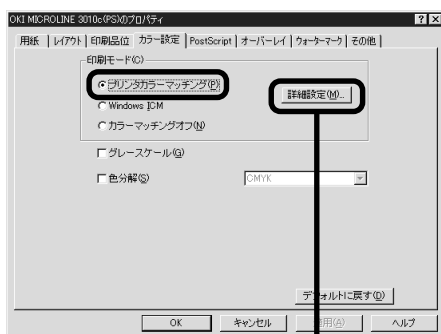 OKI MICROLINE 3010c(PS)のプロパティ
用紙 レイアウト 印刷品位 カラー設定 PostScript オーバーレイ ウォーターマーク その他
印刷モード(C)
プリンタカラーマッチング(P)
詳細設定(M)...
Windows ICM
カラーマッチングオフ(N)
グレースケール(G)
色分解(S) CMYK
デフォルトに戻す(D)
OK キャンセル 適用(A) ヘルプ